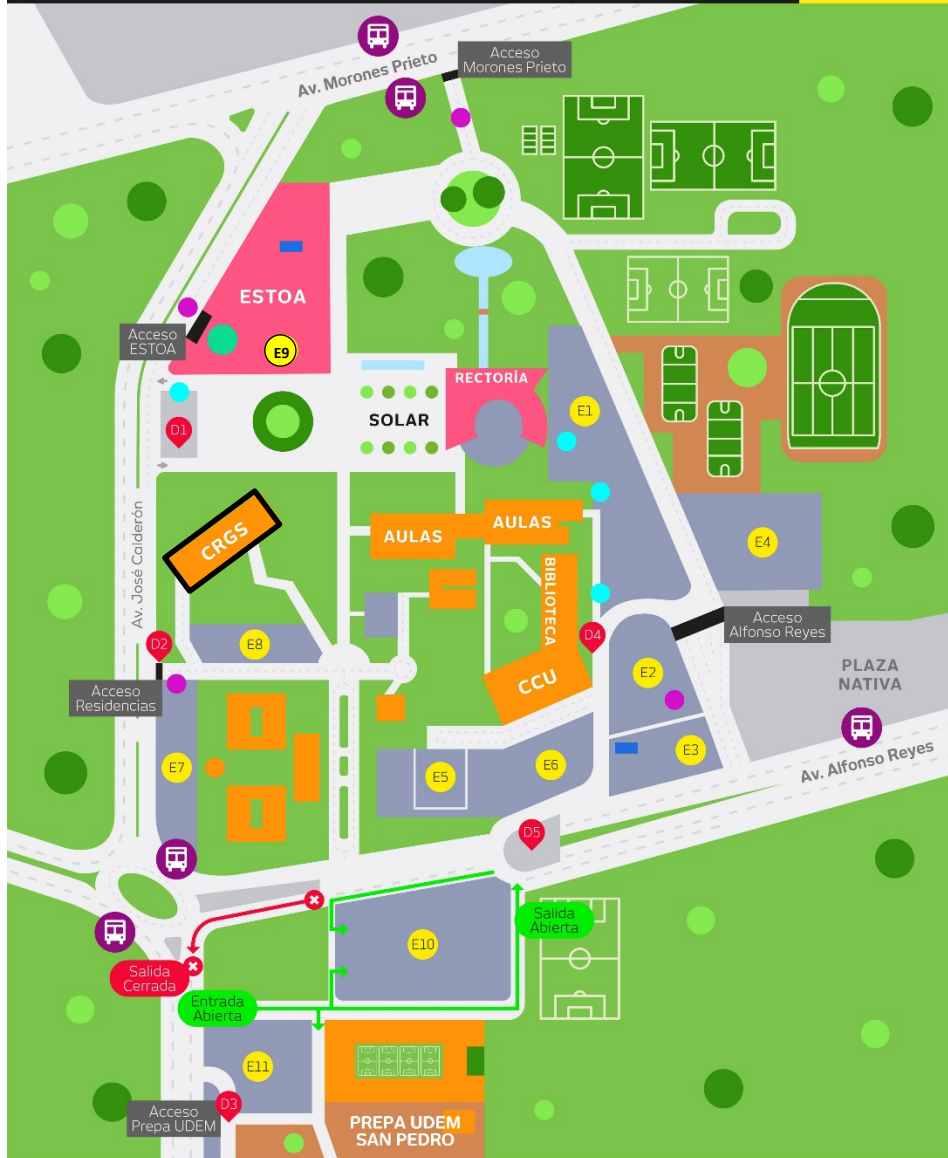 Av. Morones Prieto
Acceso
Morones Prieto
ESTOA
E9
Acceso
ESTOA
RECTORÍA
E1
SOLAR
D1
CRGS
AULAS
AULAS
E4
Av. José Calderón
BIBLIOTECA
Acceso
Alfonso Reyes
D2
E8
D4
E2
CCU
PLAZA
NATIVA
Acceso
Residencias
E7
E5
E6
E3
Av. Alfonso Reyes
D5
Salida
Abierta
E10
Salida
Cerrada
Entrada
Abierta
E11
Acceso
Prepa UDEM
D3
PREPA UDEM
SAN PEDRO